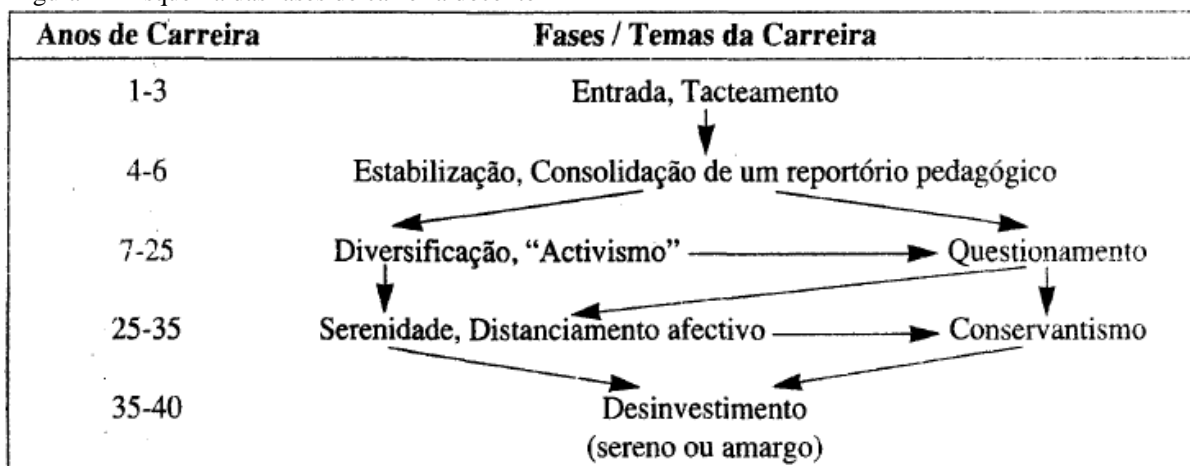 Anos de Carreira Fases / Temas da Carreira
1-3 Entrada, Tacteamento
4-6 Estabilização, Consolidação de um reportório pedagógico
7-25 Diversificação, “Activismo” Questionamento
25-35 Serenidade, Distanciamento afectivo Conservantismo
35-40 Desinvestimento
(sereno ou amargo)